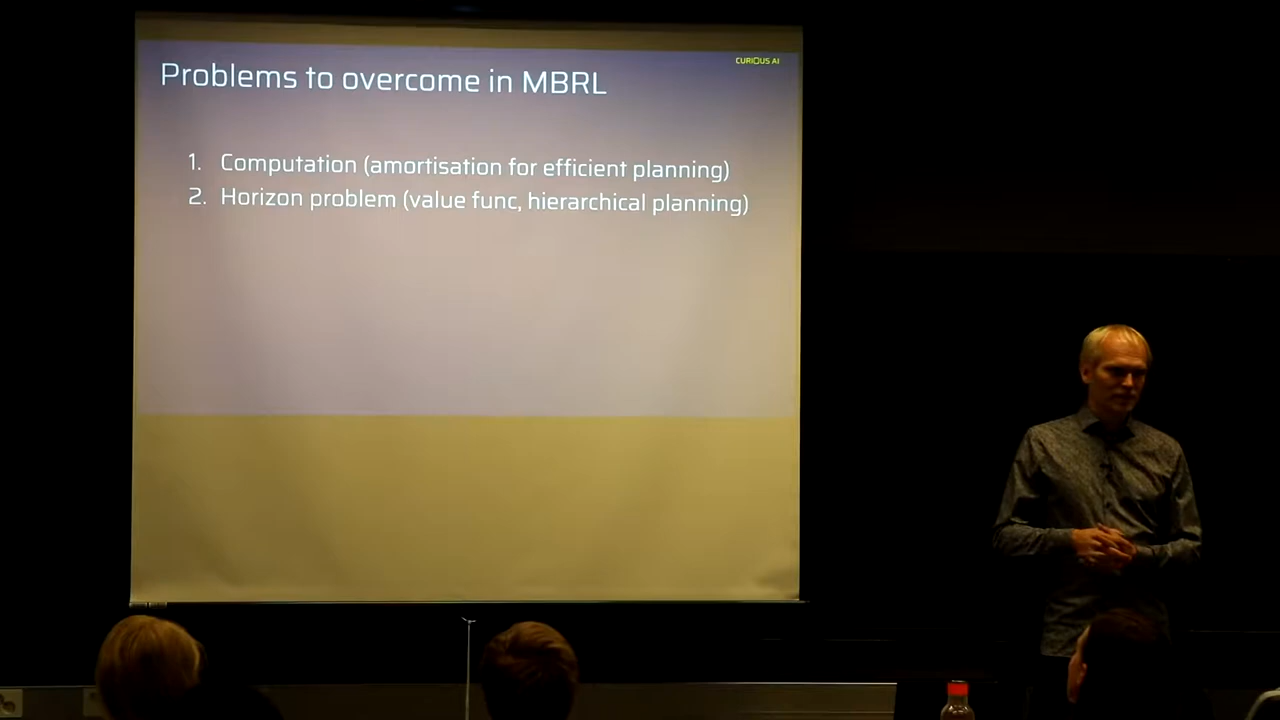 CURIOUS AI
Problems to overcome in MBRL
1. Computation (amortisation for efficient planning)
2. Horizon problem (value func, hierarchical planning)